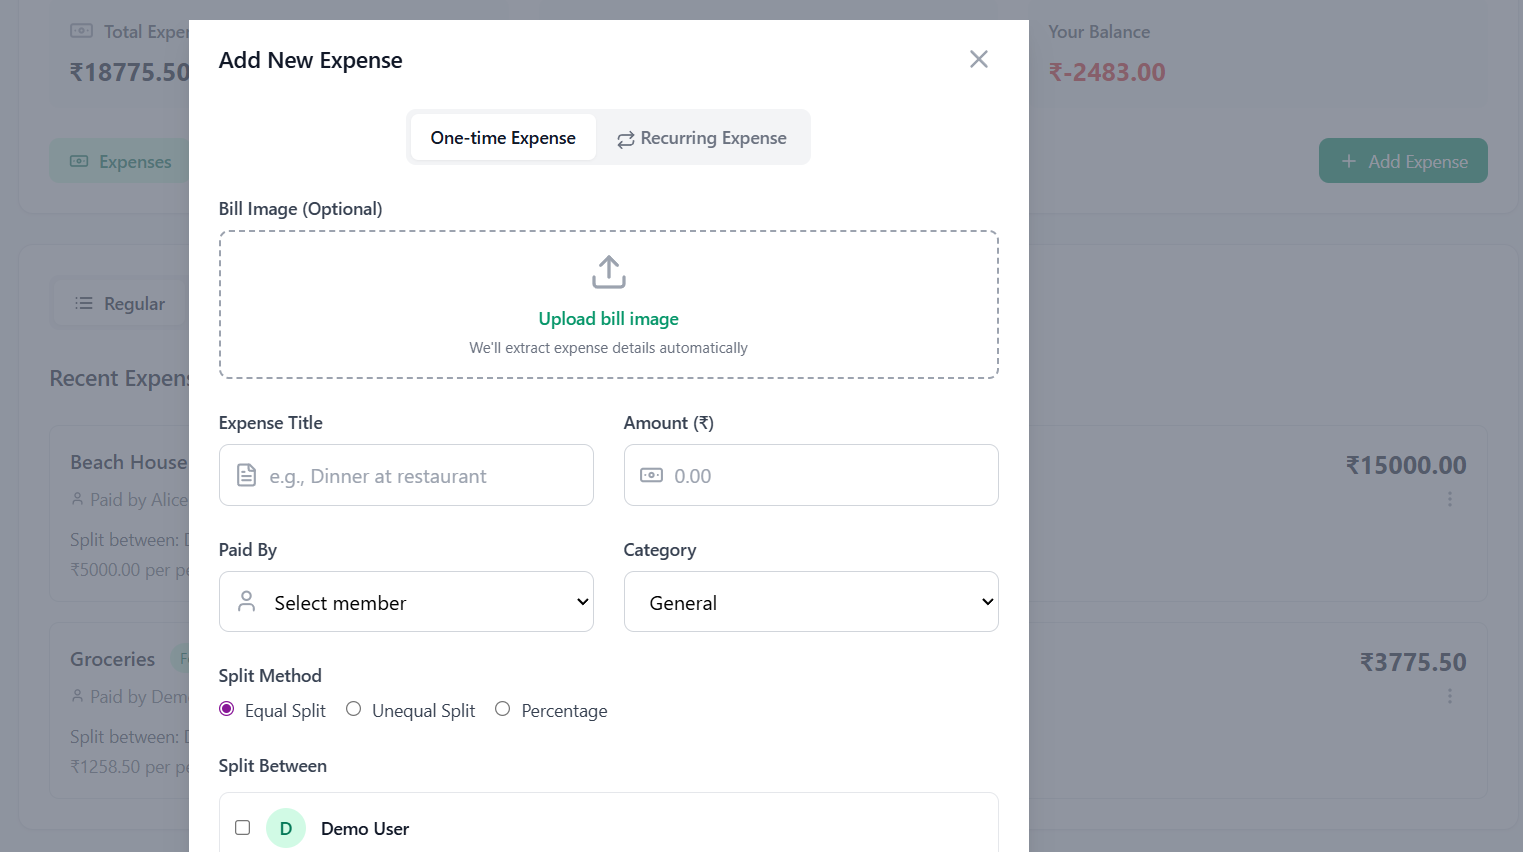 Total Exper
₹18775.50
Your Balance
₹-2483.00
Expenses
Add Expense
Regular
Recent Expens
Beach House
Paid by Alice
Split between: D
₹5000.00 per pe
₹15000.00
Groceries
Paid by Dem
Split between: D
₹1258.50 per pe
₹3775.50
Add New Expense
One-time Expense
Recurring Expense
Bill Image (Optional)
Upload bill image
We'll extract expense details automatically
Expense Title
e.g., Dinner at restaurant
Amount (₹)
0.00
Paid By
Select member
Category
General
Split Method
Equal Split
Unequal Split
Percentage
Split Between
D
Demo User